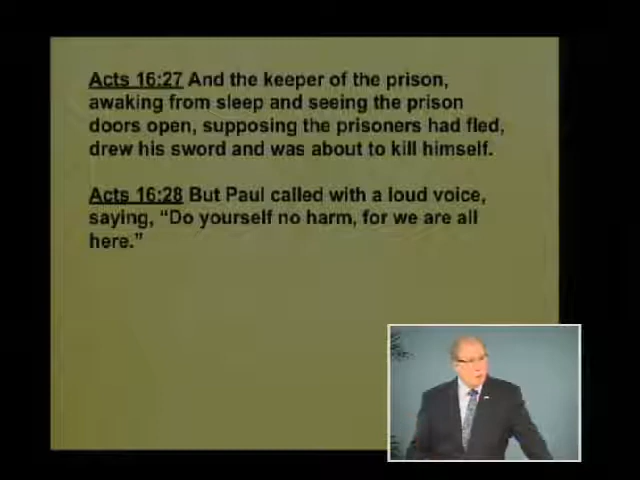 Acts 16:27 And the keeper of the prison,
awaking from sleep and seeing the prison
doors open, supposing the prisoners had fled,
drew his sword and was about to kill himself.
Acts 16:28 But Paul called with a loud voice,
saying, “Do yourself no harm, for we are all
here.”